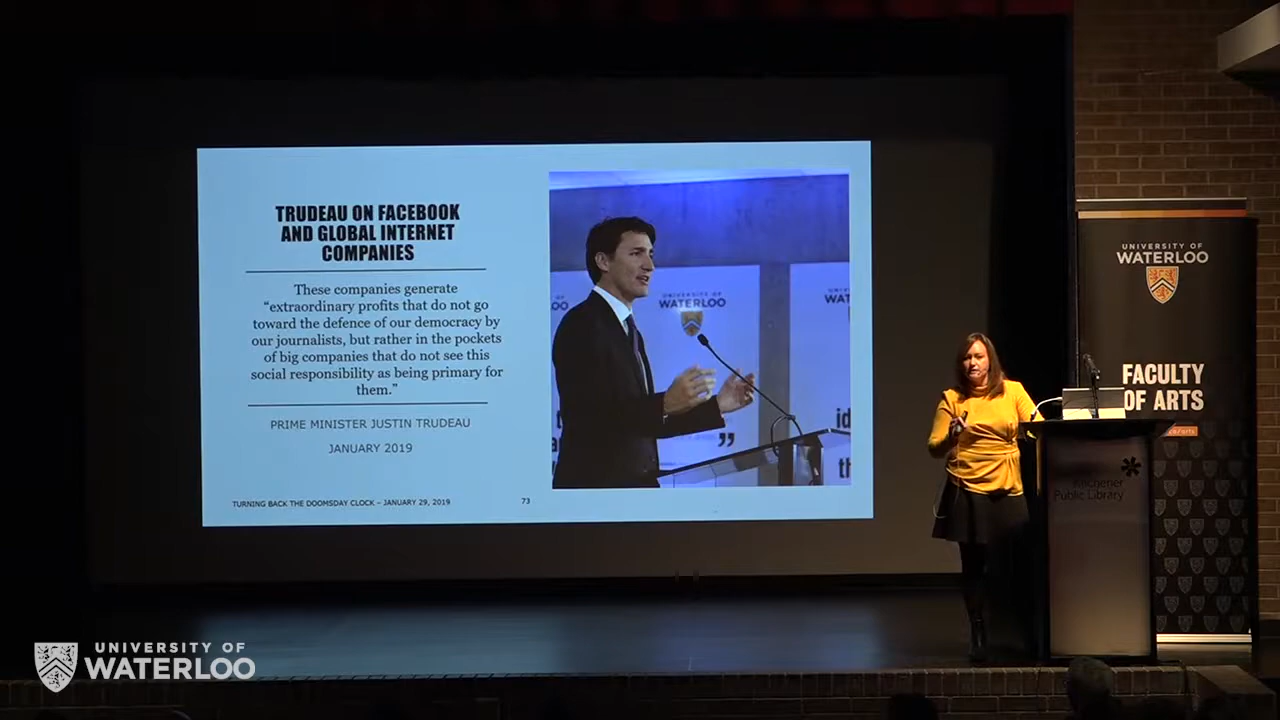 TRUDEAU ON FACEBOOK
AND GLOBAL INTERNET
COMPANIES
These companies generate
“extraordinary profits that do not go
toward the defence of our democracy by
our journalists, but rather in the pockets
of big companies that do not see this
social responsibility as being primary for
them.”
PRIME MINISTER JUSTIN TRUDEAU
JANUARY 2019
TURNING BACK THE DOOMSDAY CLOCK – JANUARY 29, 2019
73
UNIVERSITY OF
WATERLOO
WAT
”
id
th
UNIVERSITY OF
WATERLOO
FACULTY
OF ARTS
Kitchener
Public Library
UNIVERSITY OF
WATERLOO